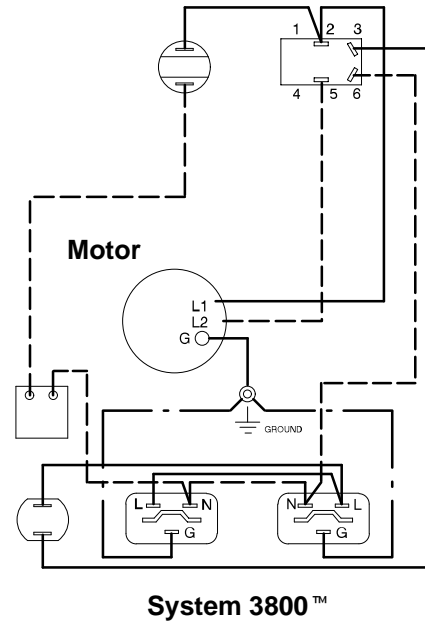 1 2 3
4 5 6
Motor
L1
L2
G
GROUND
L N N L
G G
System 3800™